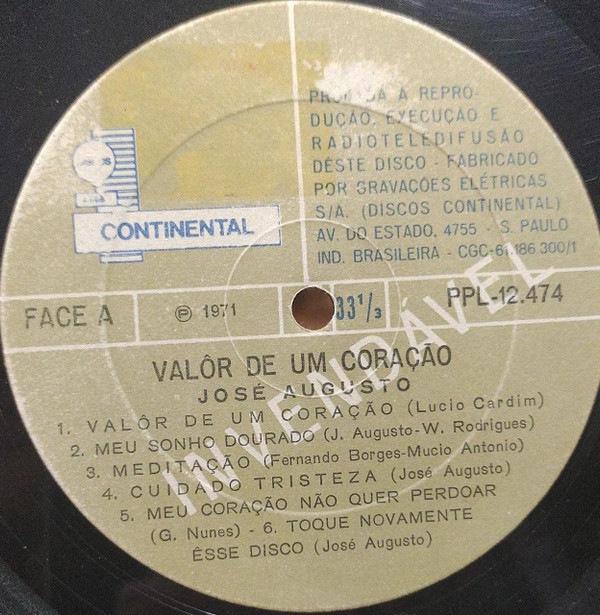 PROIBIDA A REPRO-
DUÇÃO, EXECUÇÃO E
RADIOTELEDIFUSÃO
DÊSTE DISCO - FABRICADO
POR GRAVAÇÕES ELÉTRICAS
S/A. (DISCOS CONTINENTAL)
AV. DO ESTADO, 4755 - S. PAULO
IND. BRASILEIRA - CGC-61.186.300/1
CONTINENTAL
FACE A
℗ 1971
33 1/3
PPL-12.474
INVENDÁVEL
VALÔR DE UM CORAÇÃO
JOSÉ AUGUSTO
1. VALÔR DE UM CORAÇÃO (Lucio Cardim)
2. MEU SONHO DOURADO (J. Augusto-W. Rodrigues)
3. MEDITAÇÃO (Fernando Borges-Mucio Antonio)
4. CUIDADO TRISTEZA (José Augusto)
5. MEU CORAÇÃO NÃO QUER PERDOAR
(G. Nunes) - 6. TOQUE NOVAMENTE
ÊSSE DISCO (José Augusto)